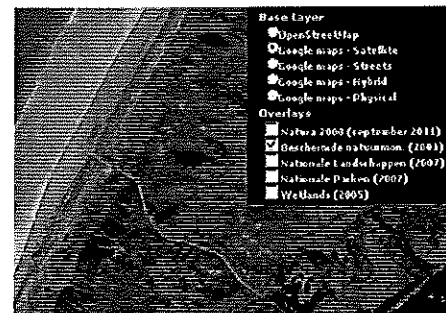 Base Layer
OpenStreetMap
Google maps - Satellite
Google maps - Streets
Google maps - Hybrid
Google maps - Physical
Overlays
Natura 2000 (september 2011)
Beschermde natuurmon. (2001)
Nationale Landschappen (2007)
Nationale Parken (2007)
Wetlands (2005)